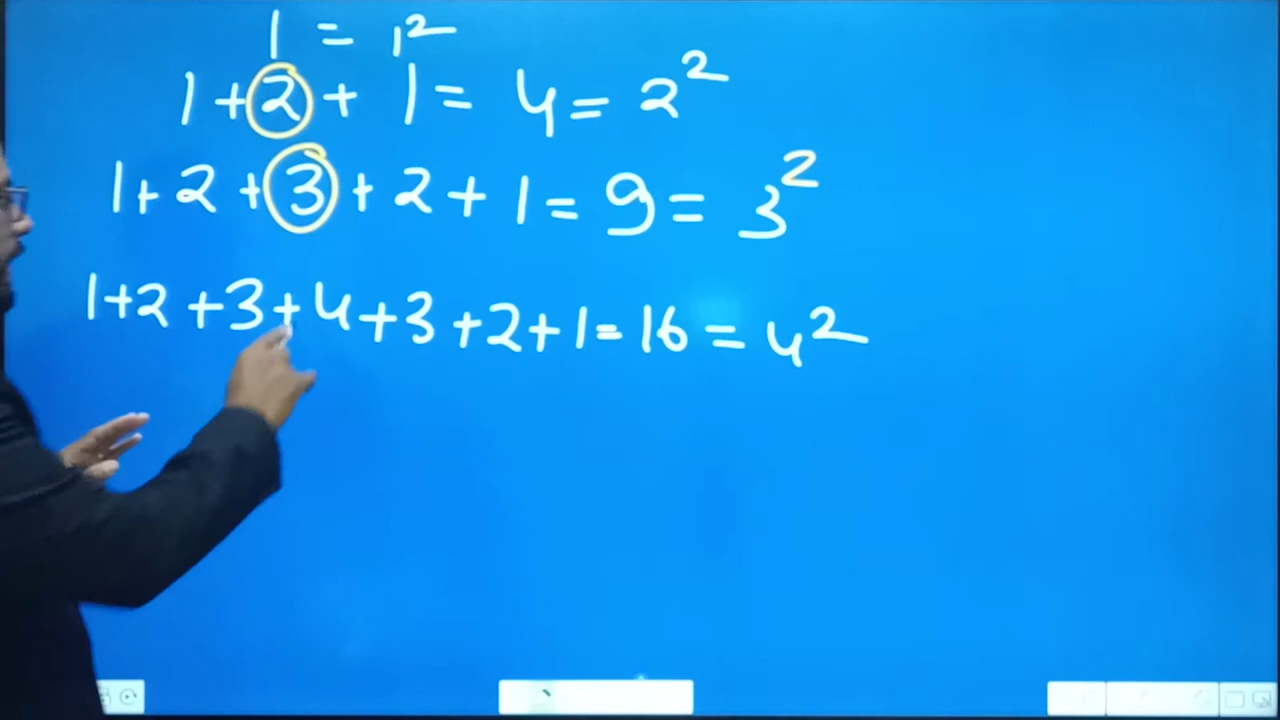 1 = 1²
1+2+1=4=2²
1+2+3+2+1=9=3²
1+2+3+4+3+2+1=16=4²